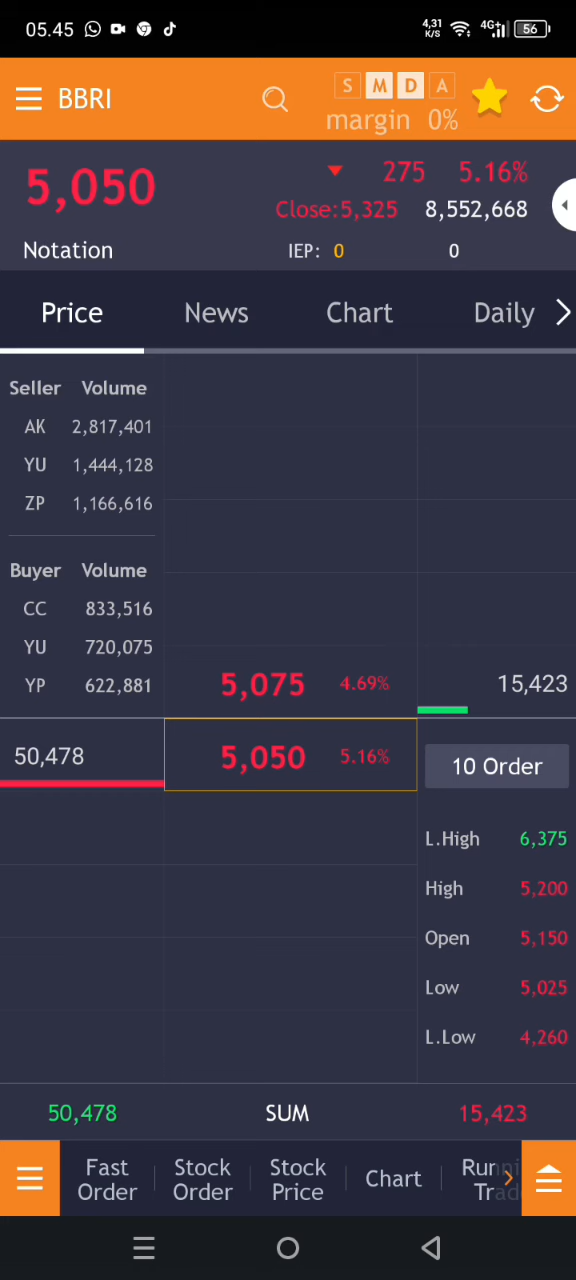 05.45
4,31 K/S 4G+ 56
BBRI
S M D A
margin 0%
5,050
275 5.16%
Close:5,325 8,552,668
Notation IEP: 0 0
Price News Chart Daily
Seller Volume
AK 2,817,401
YU 1,444,128
ZP 1,166,616
Buyer Volume
CC 833,516
YU 720,075
YP 622,881
5,075 4.69% 15,423
50,478 5,050 5.16%
10 Order
L.High 6,375
High 5,200
Open 5,150
Low 5,025
L.Low 4,260
50,478 SUM 15,423
Fast Order
Stock Order
Stock Price
Chart
Runni
Trad